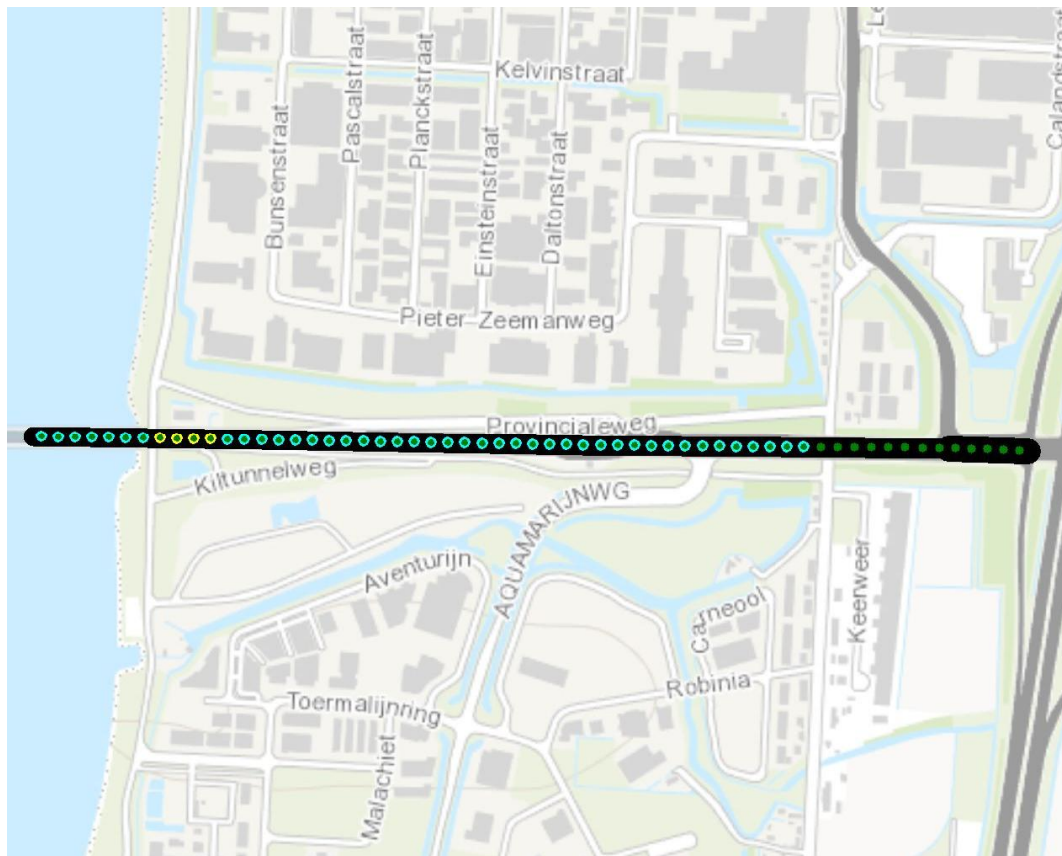 Kelvinstraat
Pascalstraat
Planckstraat
Bunsenstraat
Einsteinstraat
Daltonstraat
Pieter Zeemanweg
Provincialeweg
Kiltunnelweg
AQUAMARIJNWG
Aventurijn
Carneool
Keerweer
Robinia
Toermalijnring
Malachiet